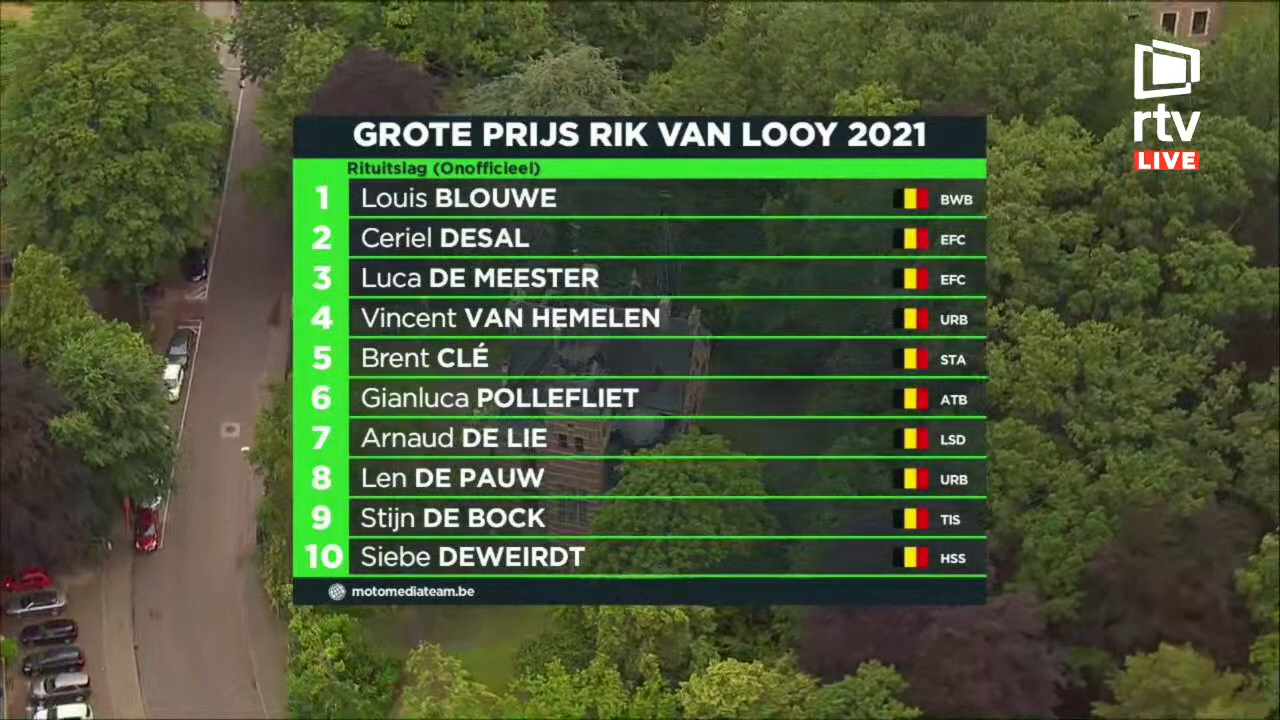 rtv
LIVE
GROTE PRIJS RIK VAN LOOY 2021
Rituitslag (Onofficieel)
1 Louis BLOUWE BWB
2 Ceriel DESAL EFC
3 Luca DE MEESTER EFC
4 Vincent VAN HEMELEN URB
5 Brent CLÉ STA
6 Gianluca POLLEFLIET ATB
7 Arnaud DE LIE LSD
8 Len DE PAUW URB
9 Stijn DE BOCK TIS
10 Siebe DEWEIRDT HSS
motomediateam.be